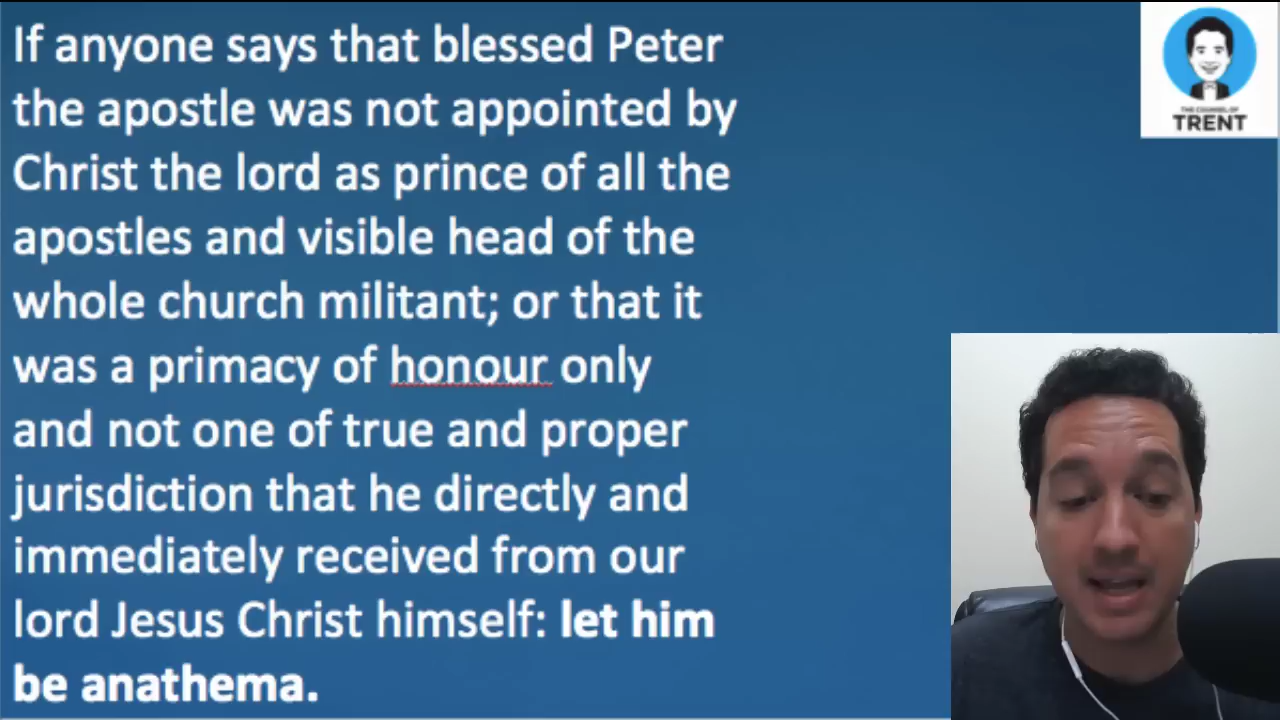 If anyone says that blessed Peter
the apostle was not appointed by
Christ the lord as prince of all the
apostles and visible head of the
whole church militant; or that it
was a primacy of honour only
and not one of true and proper
jurisdiction that he directly and
immediately received from our
lord Jesus Christ himself: let him
be anathema.
THE COUNSEL OF
TRENT